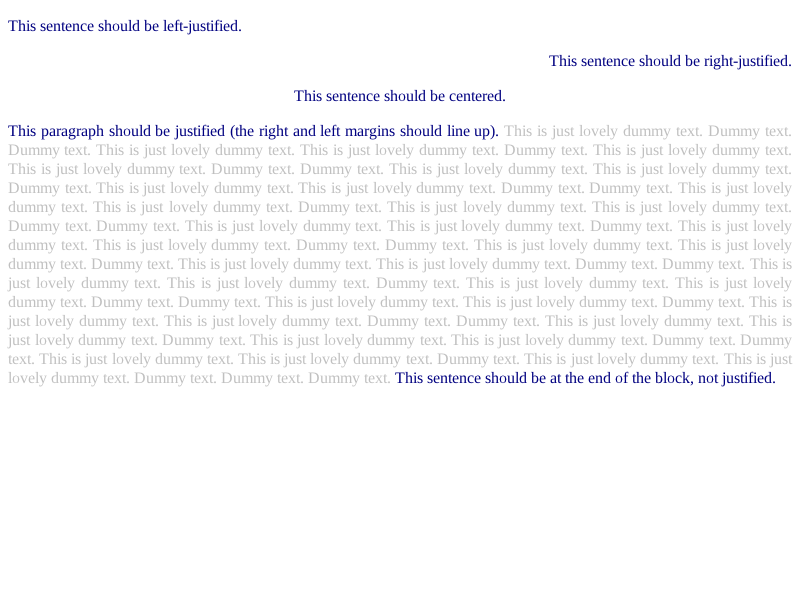 This sentence should be left-justified.
This sentence should be right-justified.
This sentence should be centered.
This paragraph should be justified (the right and left margins should line up). This is just lovely dummy text. Dummy text.
Dummy text. This is just lovely dummy text. This is just lovely dummy text. Dummy text. This is just lovely dummy text.
This is just lovely dummy text. Dummy text. Dummy text. This is just lovely dummy text. This is just lovely dummy text.
Dummy text. This is just lovely dummy text. This is just lovely dummy text. Dummy text. Dummy text. This is just lovely
dummy text. This is just lovely dummy text. Dummy text. This is just lovely dummy text. This is just lovely dummy text.
Dummy text. Dummy text. This is just lovely dummy text. This is just lovely dummy text. Dummy text. This is just lovely
dummy text. This is just lovely dummy text. Dummy text. Dummy text. This is just lovely dummy text. This is just lovely
dummy text. Dummy text. This is just lovely dummy text. This is just lovely dummy text. Dummy text. Dummy text. This is
just lovely dummy text. This is just lovely dummy text. Dummy text. This is just lovely dummy text. This is just lovely
dummy text. Dummy text. Dummy text. This is just lovely dummy text. This is just lovely dummy text. Dummy text. This is
just lovely dummy text. This is just lovely dummy text. Dummy text. Dummy text. This is just lovely dummy text. This is
just lovely dummy text. Dummy text. This is just lovely dummy text. This is just lovely dummy text. Dummy text. Dummy
text. This is just lovely dummy text. This is just lovely dummy text. Dummy text. This is just lovely dummy text. This is just
lovely dummy text. Dummy text. Dummy text. Dummy text. This sentence should be at the end of the block, not justified.